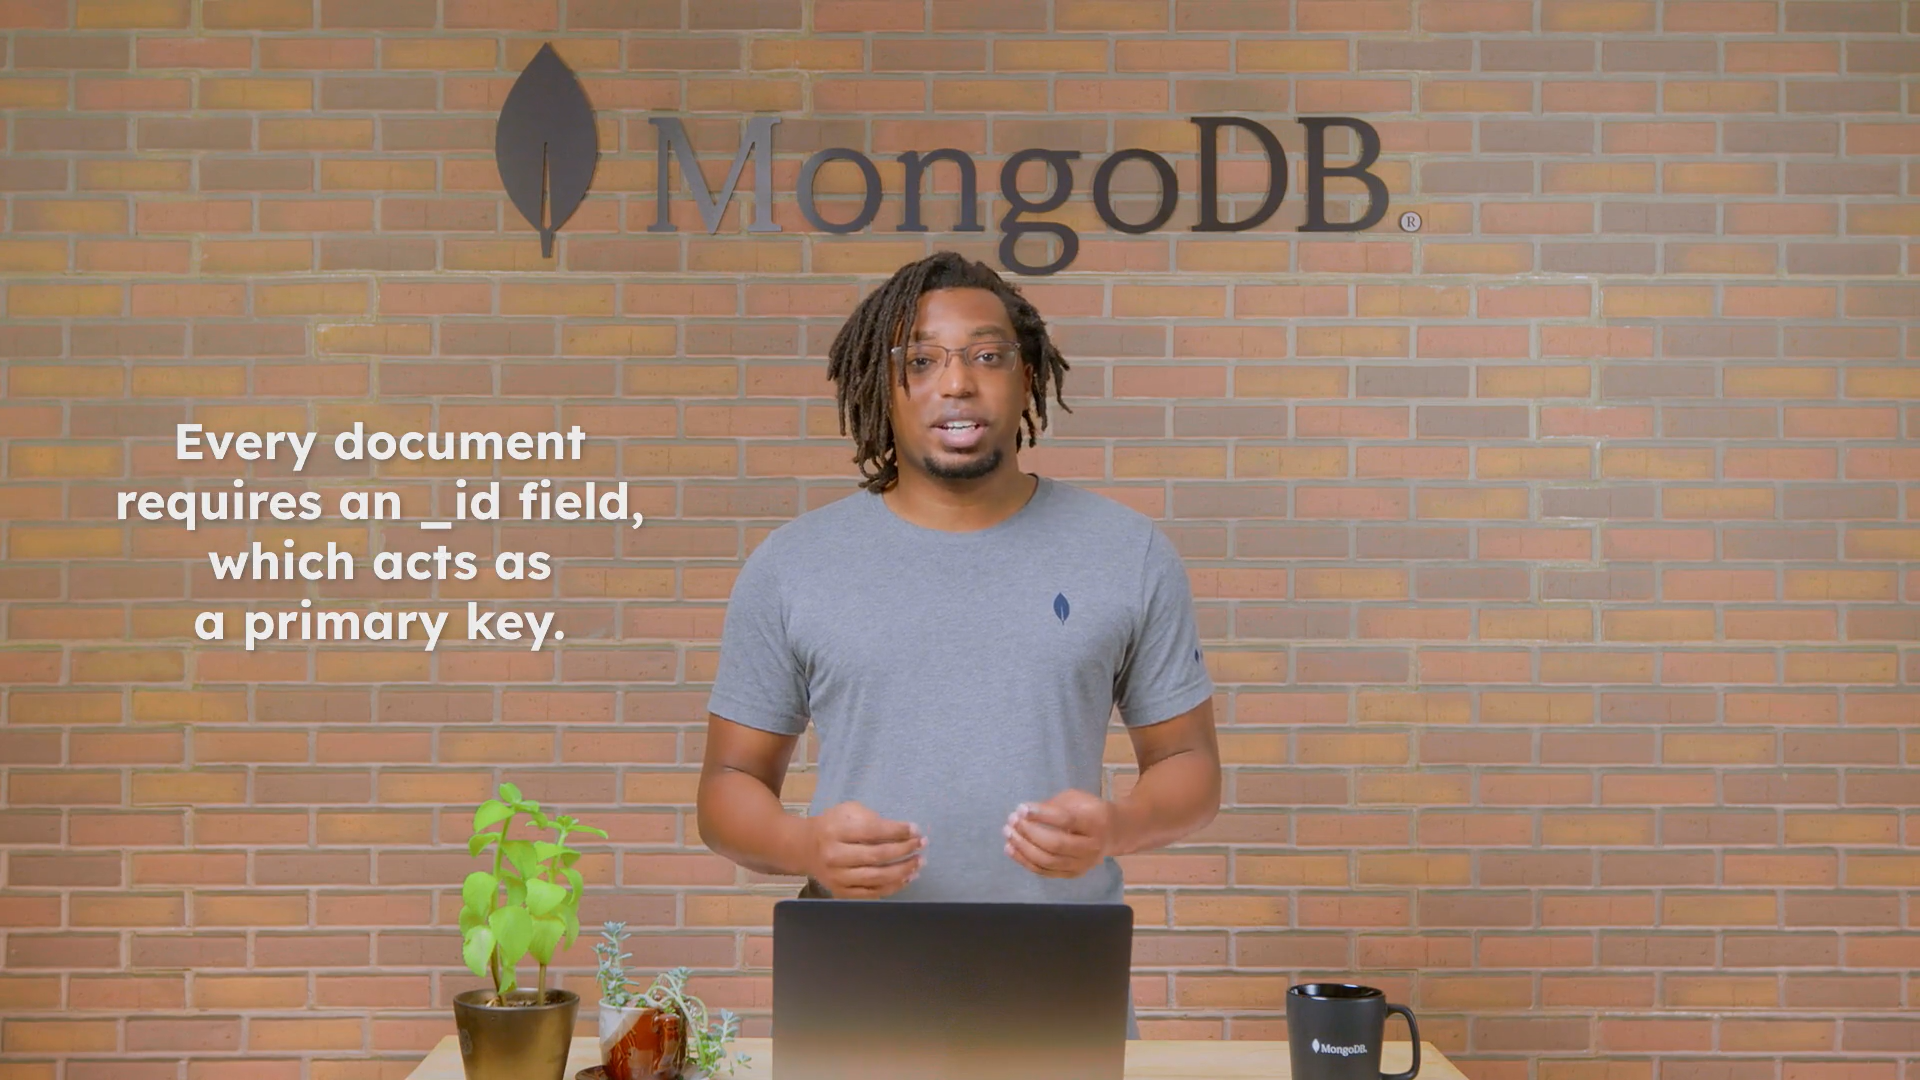 MongoDB®
Every document
requires an _id field,
which acts as
a primary key.
MongoDB.